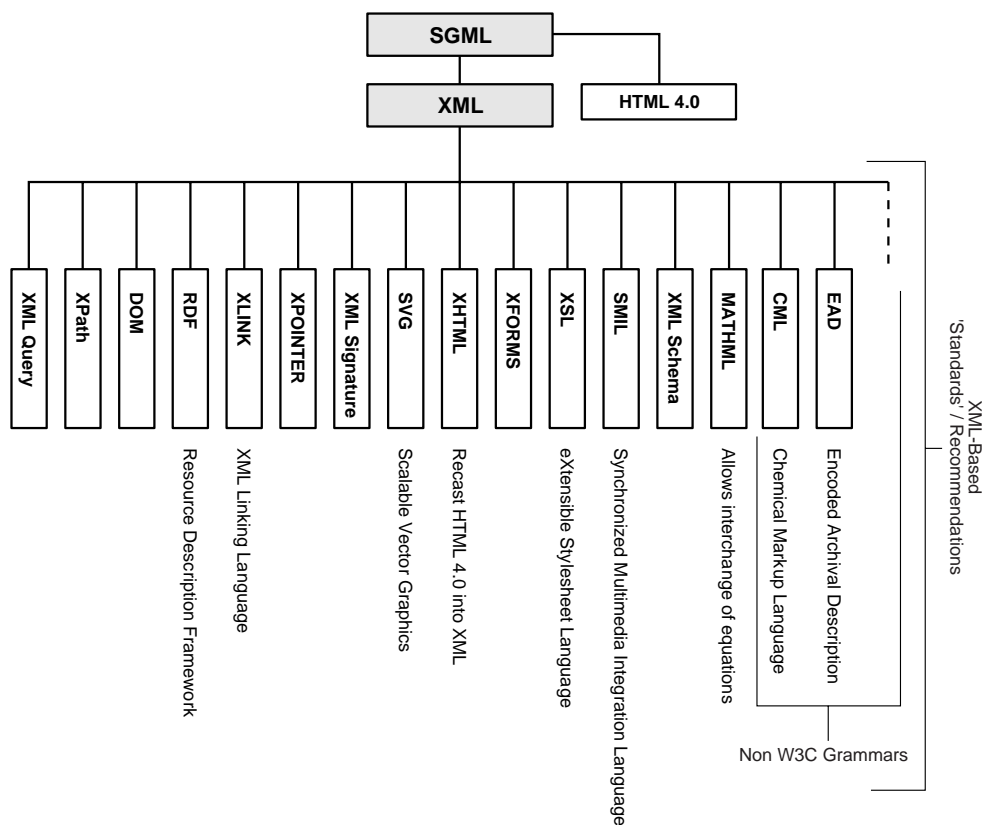 SGML
XML
HTML 4.0
XML Query
XPath
DOM
RDF
XLINK
XPOINTER
XML Signature
SVG
XHTML
XFORMS
XSL
SMIL
XML Schema
MATHML
CML
EAD
Resource Description Framework
XML Linking Language
Scalable Vector Graphics
Recast HTML 4.0 into XML
eXtensible Stylesheet Language
Synchronized Multimedia Integration Language
Allows interchange of equations
Chemical Markup Language
Encoded Archival Description
Non W3C Grammars
XML-Based
'Standards' / Recommendations